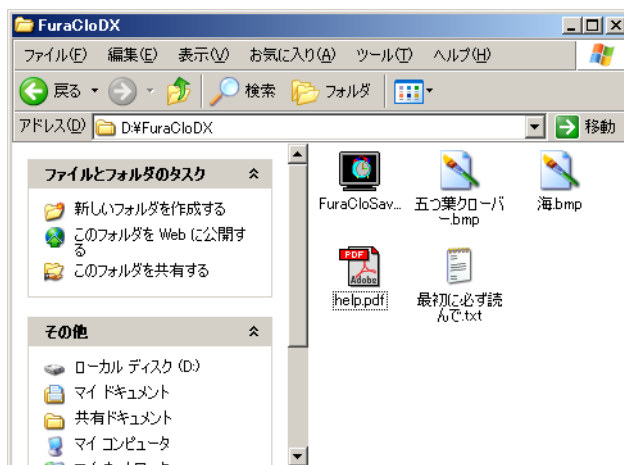 FuraCloDX
ファイル(F) 編集(E) 表示(V) お気に入り(A) ツール(T) ヘルプ(H)
戻る 検索 フォルダ
アドレス(D) D:¥FuraCloDX 移動
ファイルとフォルダのタスク
新しいフォルダを作成する
このフォルダを Web に公開す
る
このフォルダを共有する
その他
ローカル ディスク (D:)
マイ ドキュメント
共有ドキュメント
マイ コンピュータ
FuraCloSav...
五つ葉クローバ
ー.bmp
海.bmp
PDF
Adobe
help.pdf
最初に必ず読
んで.txt